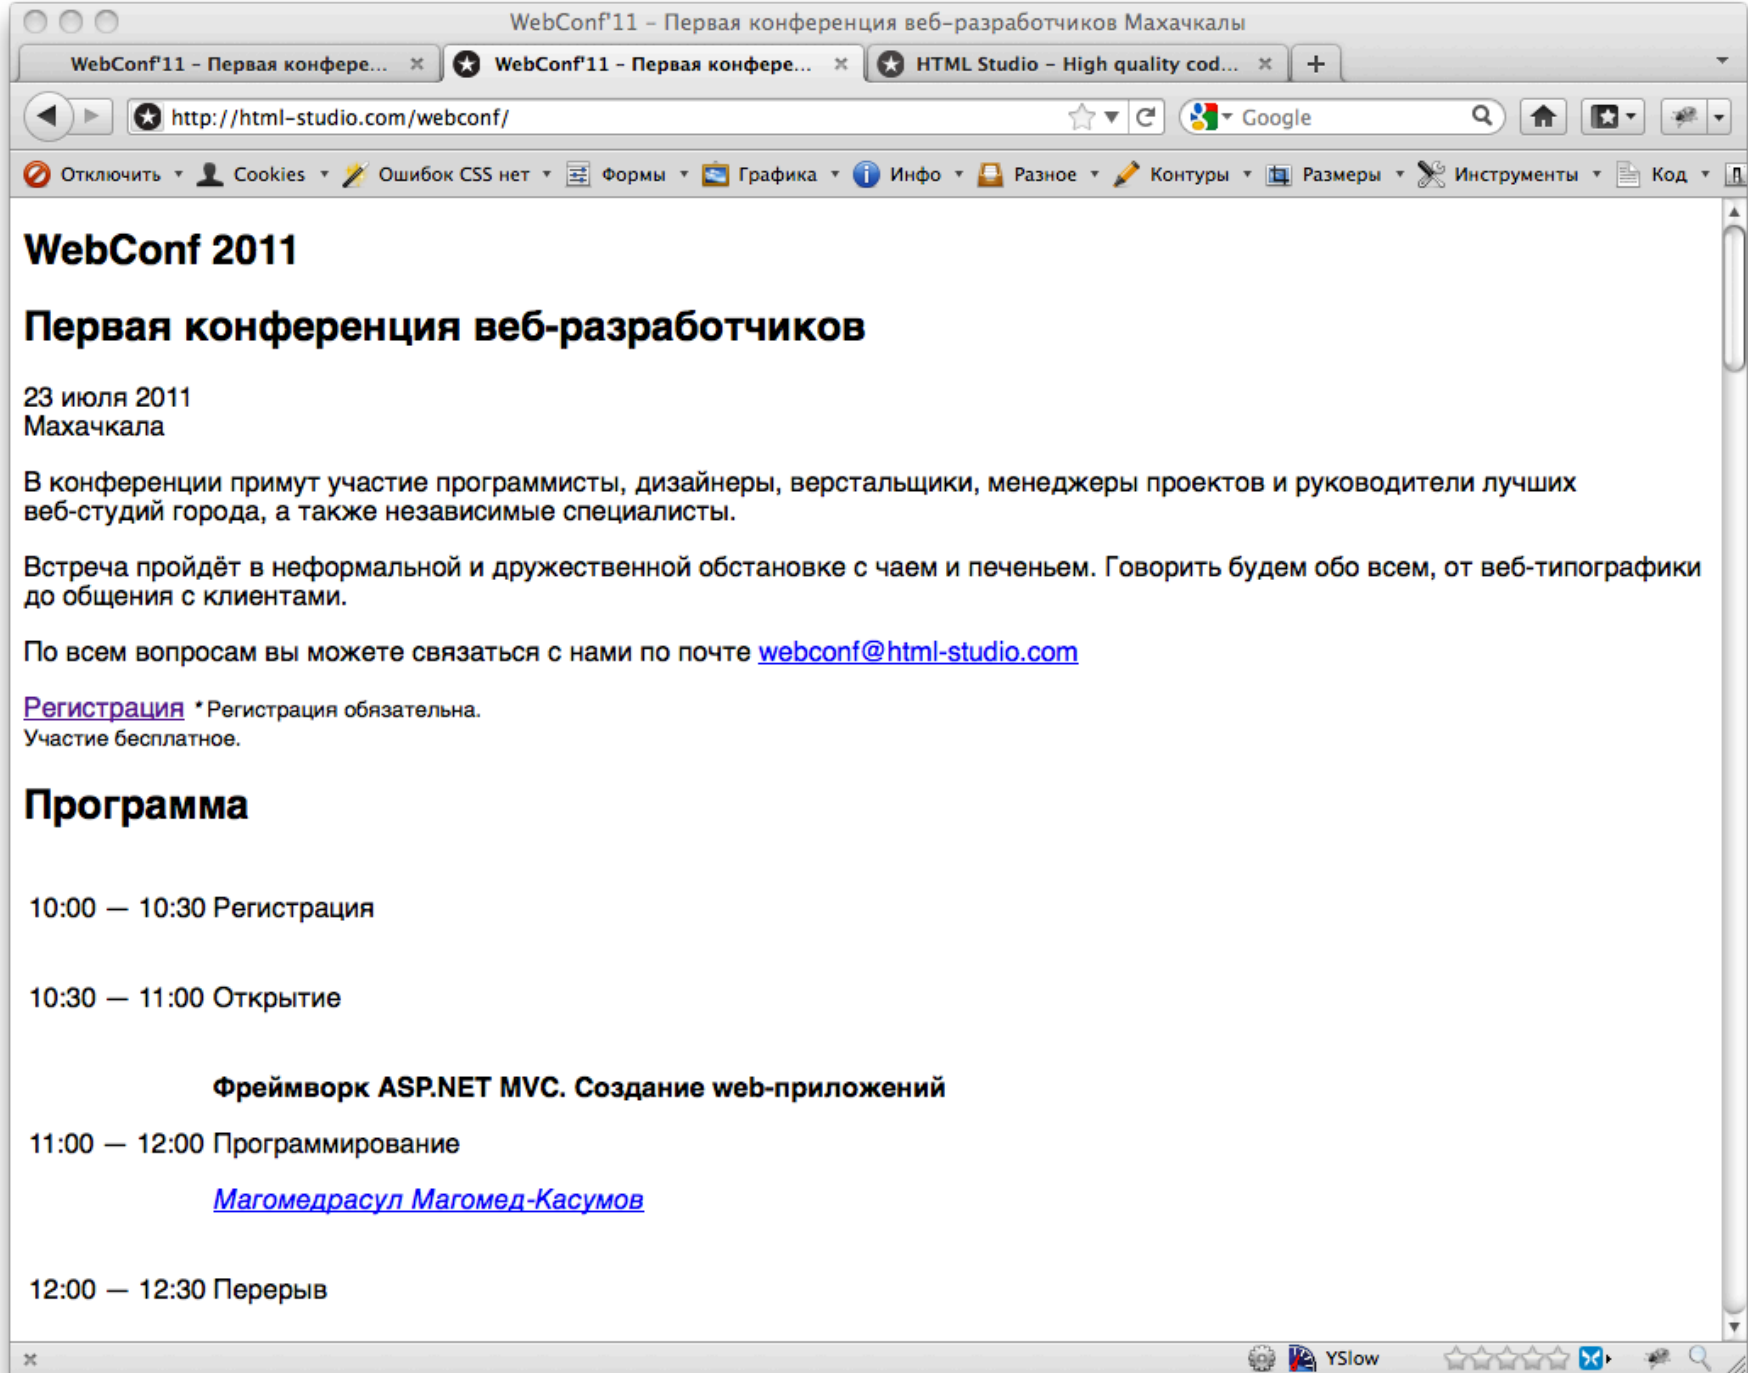 WebConf'11 – Первая конференция веб-разработчиков Махачкалы
WebConf'11 – Первая конфере...
WebConf'11 – Первая конфере...
HTML Studio – High quality cod...
http://html-studio.com/webconf/
Google
Отключить
Cookies
Ошибок CSS нет
Формы
Графика
Инфо
Разное
Контуры
Размеры
Инструменты
Код
WebConf 2011
Первая конференция веб-разработчиков
23 июля 2011
Махачкала
В конференции примут участие программисты, дизайнеры, верстальщики, менеджеры проектов и руководители лучших
веб-студий города, а также независимые специалисты.
Встреча пройдёт в неформальной и дружественной обстановке с чаем и печеньем. Говорить будем обо всем, от веб-типографики
до общения с клиентами.
По всем вопросам вы можете связаться с нами по почте webconf@html-studio.com
Регистрация * Регистрация обязательна.
Участие бесплатное.
Программа
10:00 — 10:30 Регистрация
10:30 — 11:00 Открытие
Фреймворк ASP.NET MVC. Создание web-приложений
11:00 — 12:00 Программирование
Магомедрасул Магомед-Касумов
12:00 — 12:30 Перерыв
YSlow